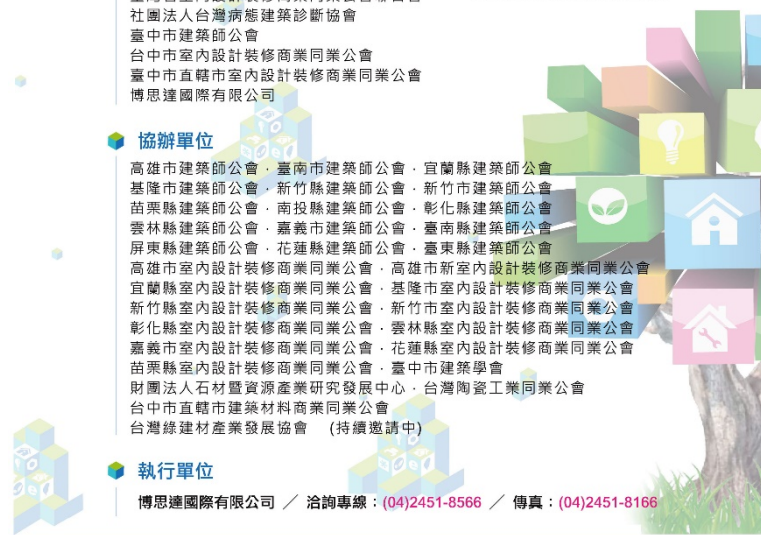 社團法人台灣病態建築診斷協會
臺中市建築師公會
台中市室內設計裝修商業同業公會
臺中市直轄市室內設計裝修商業同業公會
博思達國際有限公司
協辦單位
高雄市建築師公會．臺南市建築師公會．宜蘭縣建築師公會
基隆市建築師公會．新竹縣建築師公會．新竹市建築師公會
苗栗縣建築師公會．南投縣建築師公會．彰化縣建築師公會
雲林縣建築師公會．嘉義市建築師公會．臺南縣建築師公會
屏東縣建築師公會．花蓮縣建築師公會．臺東縣建築師公會
高雄市室內設計裝修商業同業公會．高雄市新室內設計裝修商業同業公會
宜蘭縣室內設計裝修商業同業公會．基隆市室內設計裝修商業同業公會
新竹縣室內設計裝修商業同業公會．新竹市室內設計裝修商業同業公會
彰化縣室內設計裝修商業同業公會．雲林縣室內設計裝修商業同業公會
嘉義市室內設計裝修商業同業公會．花蓮縣室內設計裝修商業同業公會
苗栗縣室內設計裝修商業同業公會．臺中市建築學會
財團法人石材暨資源產業研究發展中心．台灣陶瓷工業同業公會
台中市直轄市建築材料商業同業公會
台灣綠建材產業發展協會 (持續邀請中)
執行單位
博思達國際有限公司 ／ 洽詢專線：(04)2451-8566 ／ 傳真：(04)2451-8166